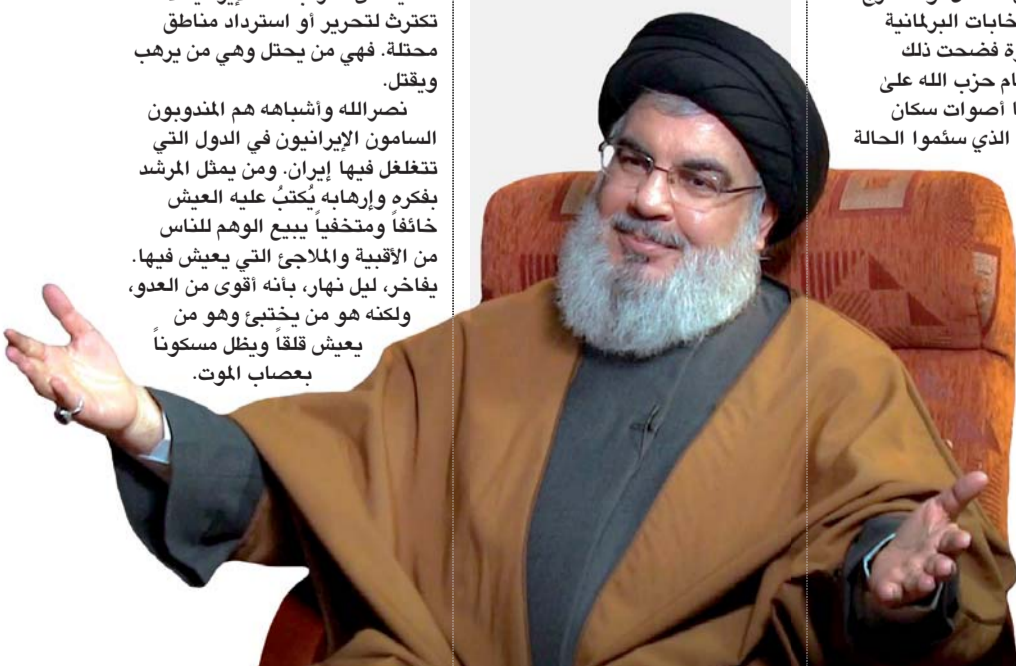 البرلمانية
فضحت ذلك
حزب الله على
أصوات سكان
الذي سئموا الحالة
تكترث لتحرير أو استرداد مناطق
محتلة. فهي من يحتل وهي من يرهب
ويقتل.
نصرالله وأشباهه هم المندوبون
السامون الإيرانيون في الدول التي
تتغلغل فيها إيران. ومن يمثل المرشد
بفكره وإرهابه يُكتبُ عليه العيش
خائفاً ومتخفياً يبيع الوهم للناس
من الأقبية والملاجئ التي يعيش فيها.
يفاخر، ليل نهار، بأنه أقوى من العدو،
ولكنه هو من يختبئ وهو من
يعيش قلقاً ويظل مسكوناً
بعصاب الموت.